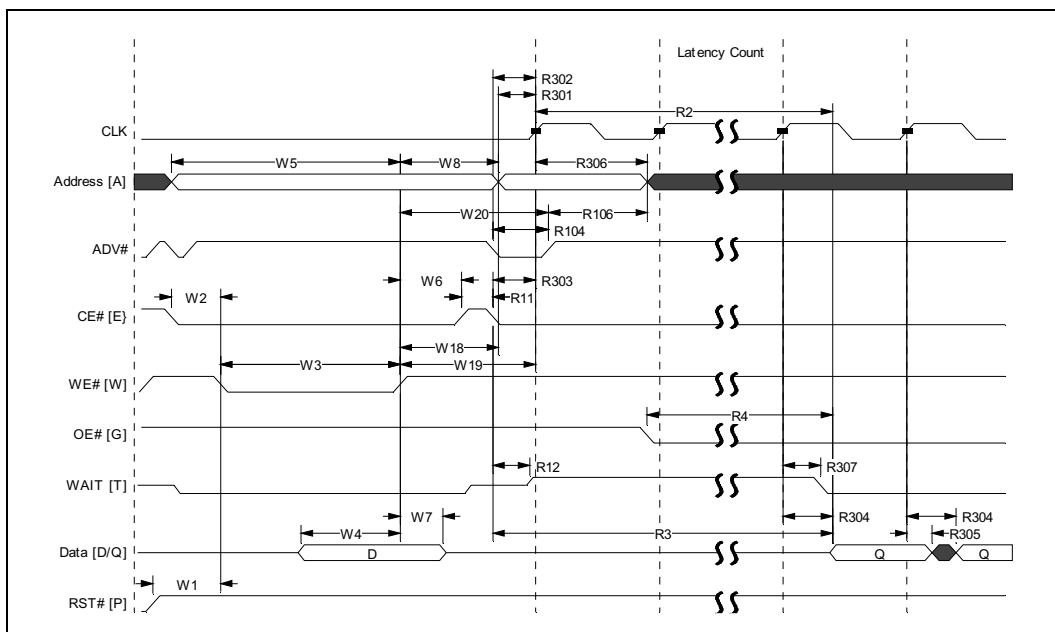 Latency Count
R302
R301
R2
CLK
W5
W8
R306
Address [A]
W20
R106
R104
ADV#
W6
R303
W2
R11
CE# [E}
W18
W3
W19
WE# [W]
R4
OE# [G]
R12
R307
WAIT [T]
W7
R304
R304
W4
R3
R305
Data [D/Q]
D
Q
Q
W1
RST# [P]